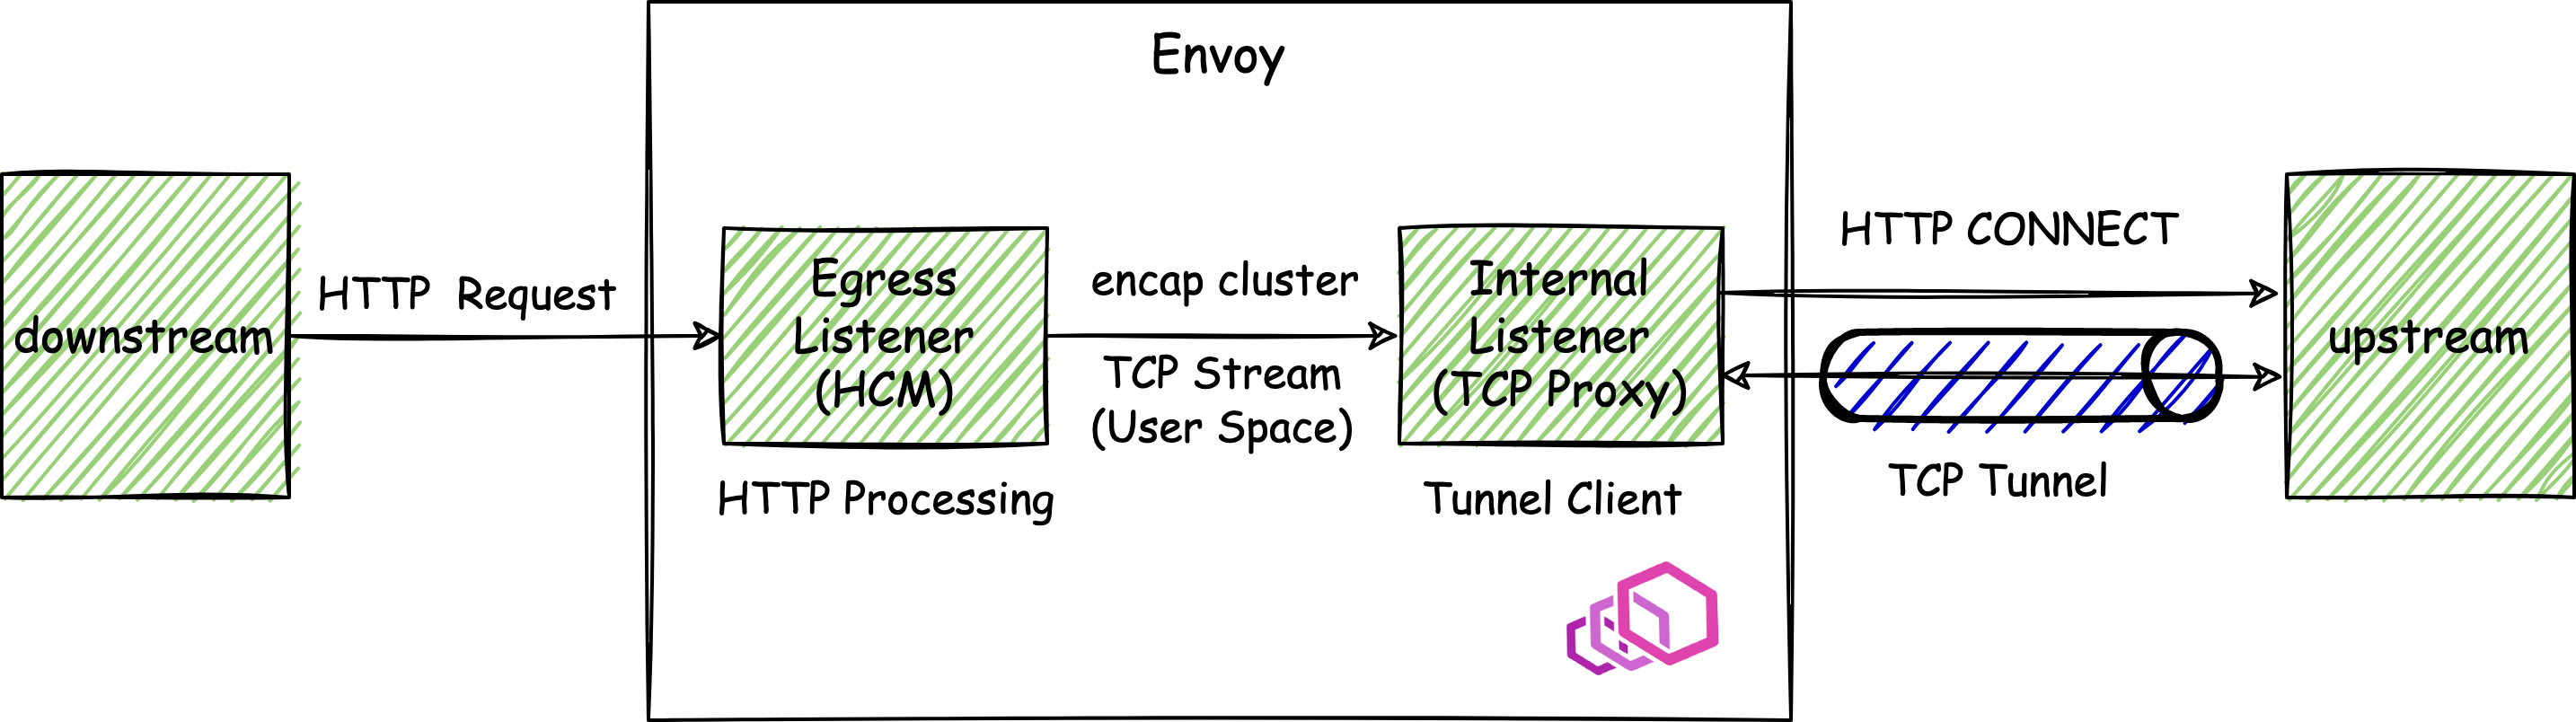 Envoy
downstream
HTTP Request
Egress
Listener
(HCM)
HTTP Processing
encap cluster
TCP Stream
(User Space)
Internal
Listener
(TCP Proxy)
Tunnel Client
HTTP CONNECT
TCP Tunnel
upstream